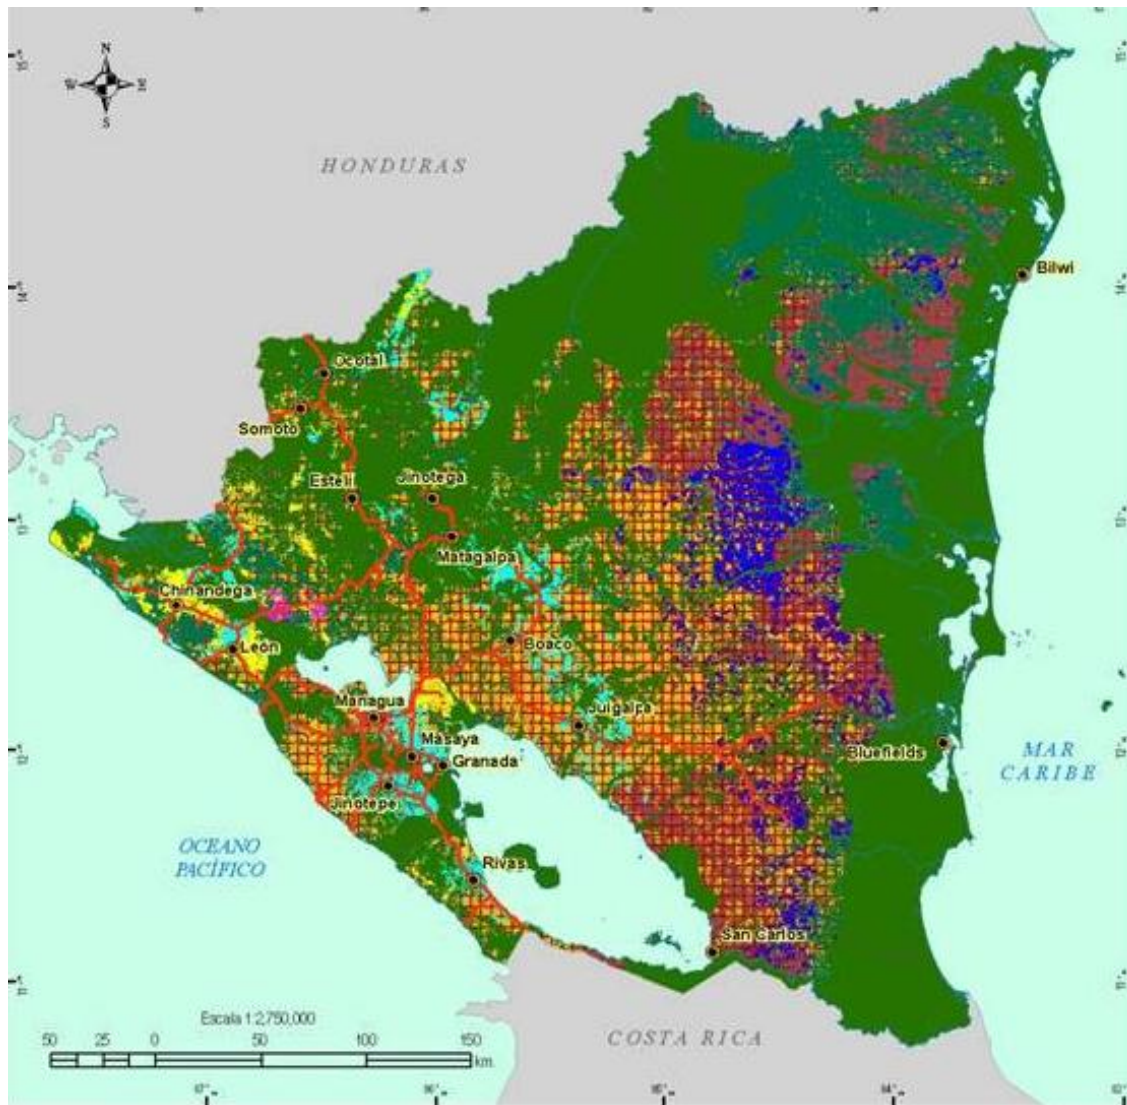 N
W
E
S
HONDURAS
Bilwi
Ocotal
Somoto
Estelí
Jinotega
Matagalpa
Chinandega
León
Boaco
Managua
Juigalpa
Masaya
Granada
Bluefields
MAR
CARIBE
Jinotepe
OCEANO
PACÍFICO
Rivas
San Carlos
Escala 1:2,750,000
50 25 0 50 100 150
km
COSTA RICA